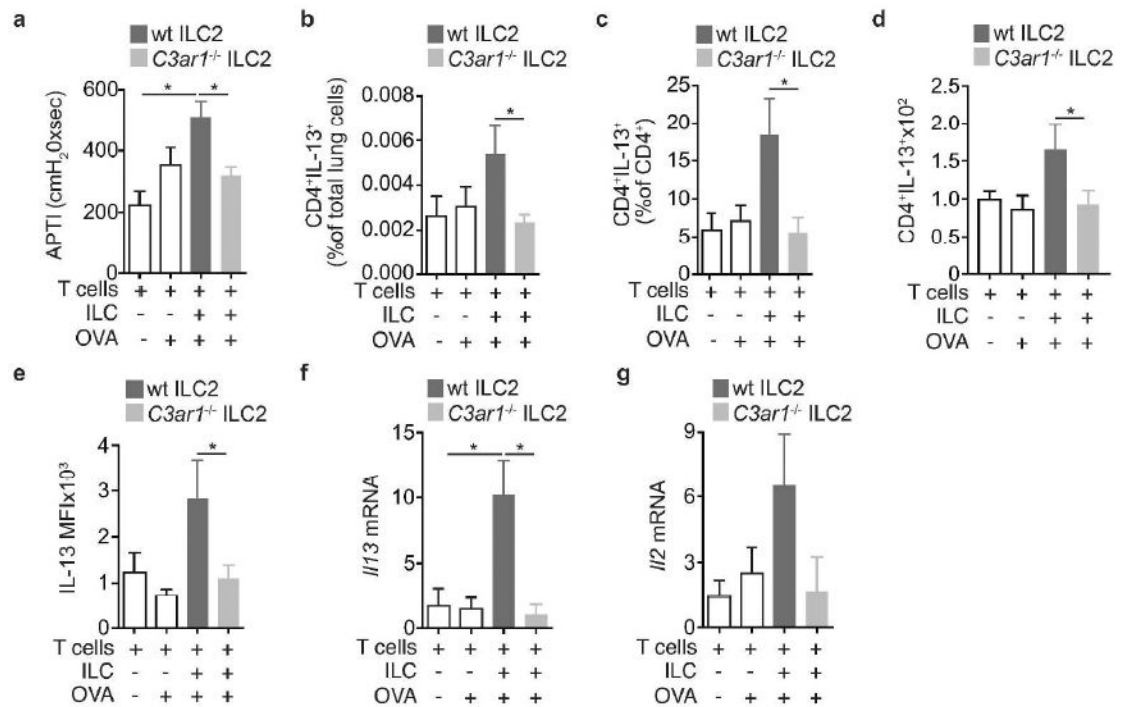 a
wt ILC2
C3ar1-/- ILC2
*
*
600
400
200
0
APTI (cmH2Oxsec)
T cells + + + +
ILC - - + +
OVA - + + +
b
wt ILC2
C3ar1-/- ILC2
*
0.008
0.006
0.004
0.002
0.000
CD4+IL-13+
(%of total lung cells)
T cells + + + +
ILC - - + +
OVA - + + +
c
wt ILC2
C3ar1-/- ILC2
*
25
20
15
10
5
0
CD4+IL-13+
(%of CD4+)
T cells + + + +
ILC - - + +
OVA - + + +
d
wt ILC2
C3ar1-/- ILC2
*
2.0
1.5
1.0
0.5
0
CD4+IL-13+x10²
T cells + + + +
ILC - - + +
OVA - + + +
e
wt ILC2
C3ar1-/- ILC2
*
4
3
2
1
0
IL-13 MFIx10³
T cells + + + +
ILC - - + +
OVA - + + +
f
wt ILC2
C3ar1-/- ILC2
*
*
15
10
5
0
Il13 mRNA
T cells + + + +
ILC - - + +
OVA - + + +
g
wt ILC2
C3ar1-/- ILC2
9
6
3
0
Il2 mRNA
T cells + + + +
ILC - - + +
OVA - + + +